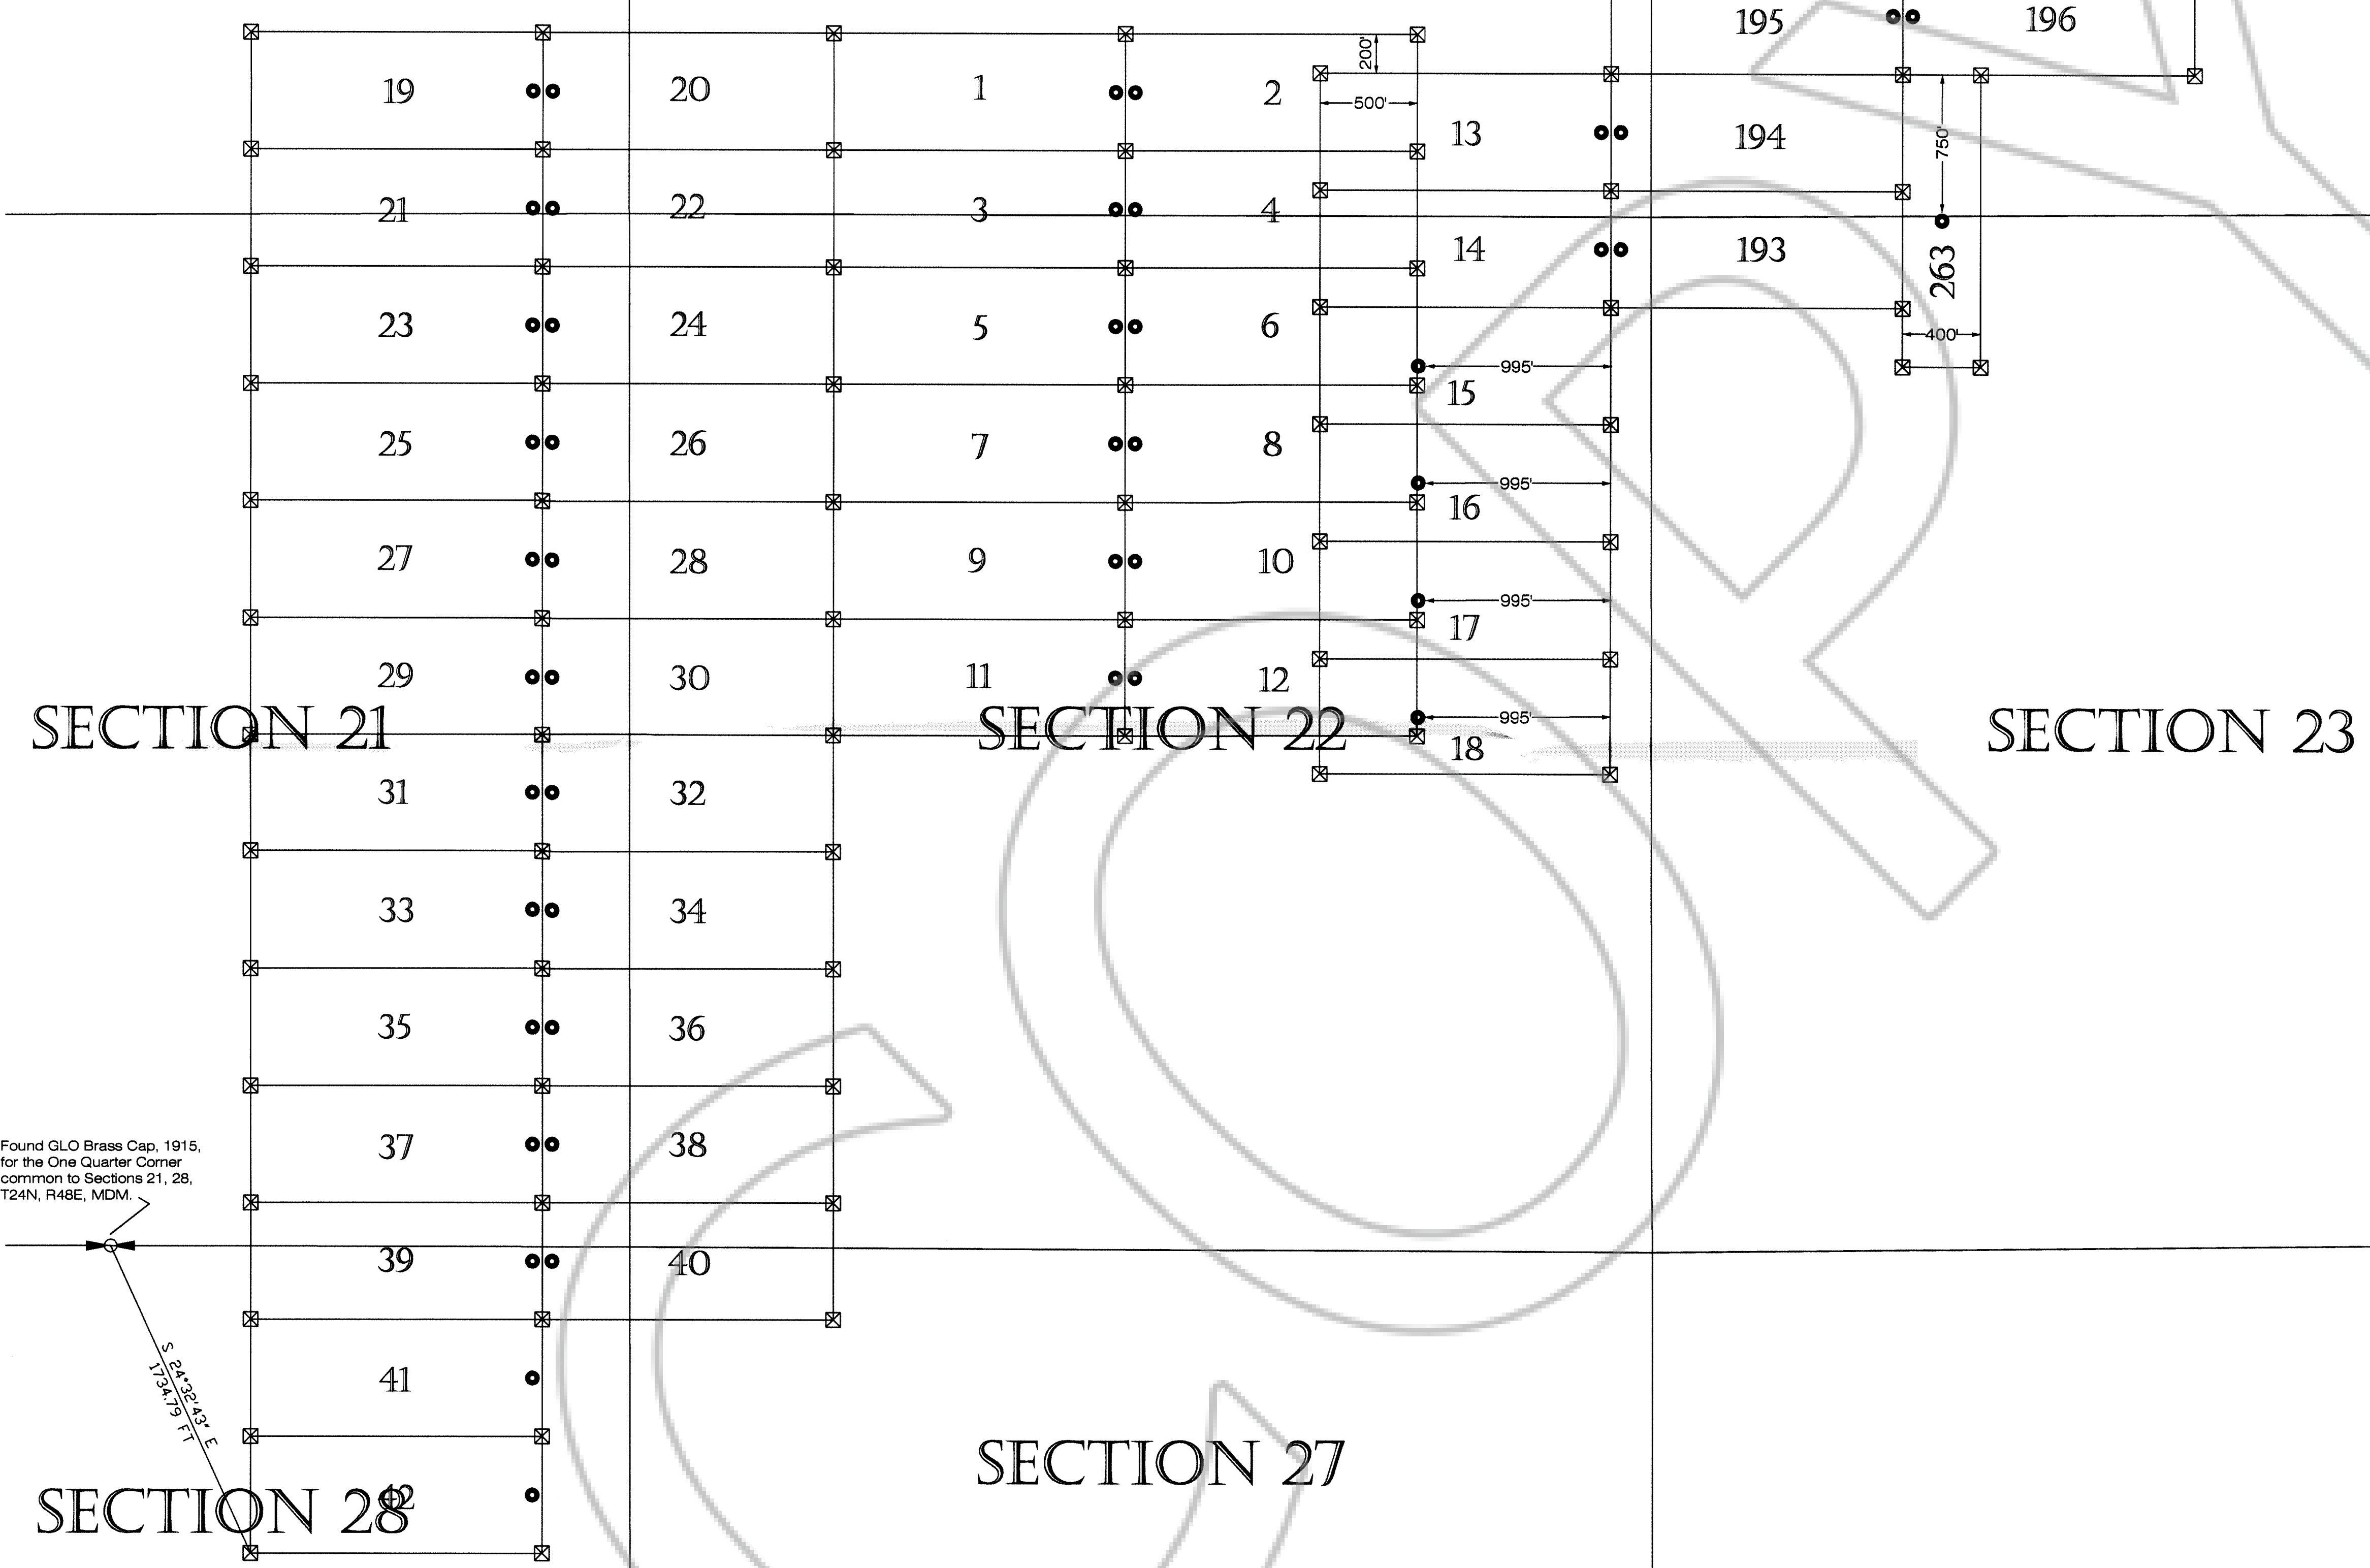 195 196
200'
19 20 1 2
500'
13 194
750'
21 22 3 4
14 193
263
23 24 5 6
400'
995'
15
25 26 7 8
995'
16
27 28 9 10
995'
17
29 30 11 12
995'
SECTION 21 SECTION 22 SECTION 23
18
31 32
33 34
35 36
37 38
Found GLO Brass Cap, 1915,
for the One Quarter Corner
common to Sections 21, 28,
T24N, R48E, MDM.
39 40
S 24°32'43" E
1734.79 FT
41
SECTION 27
42
SECTION 28
COPY